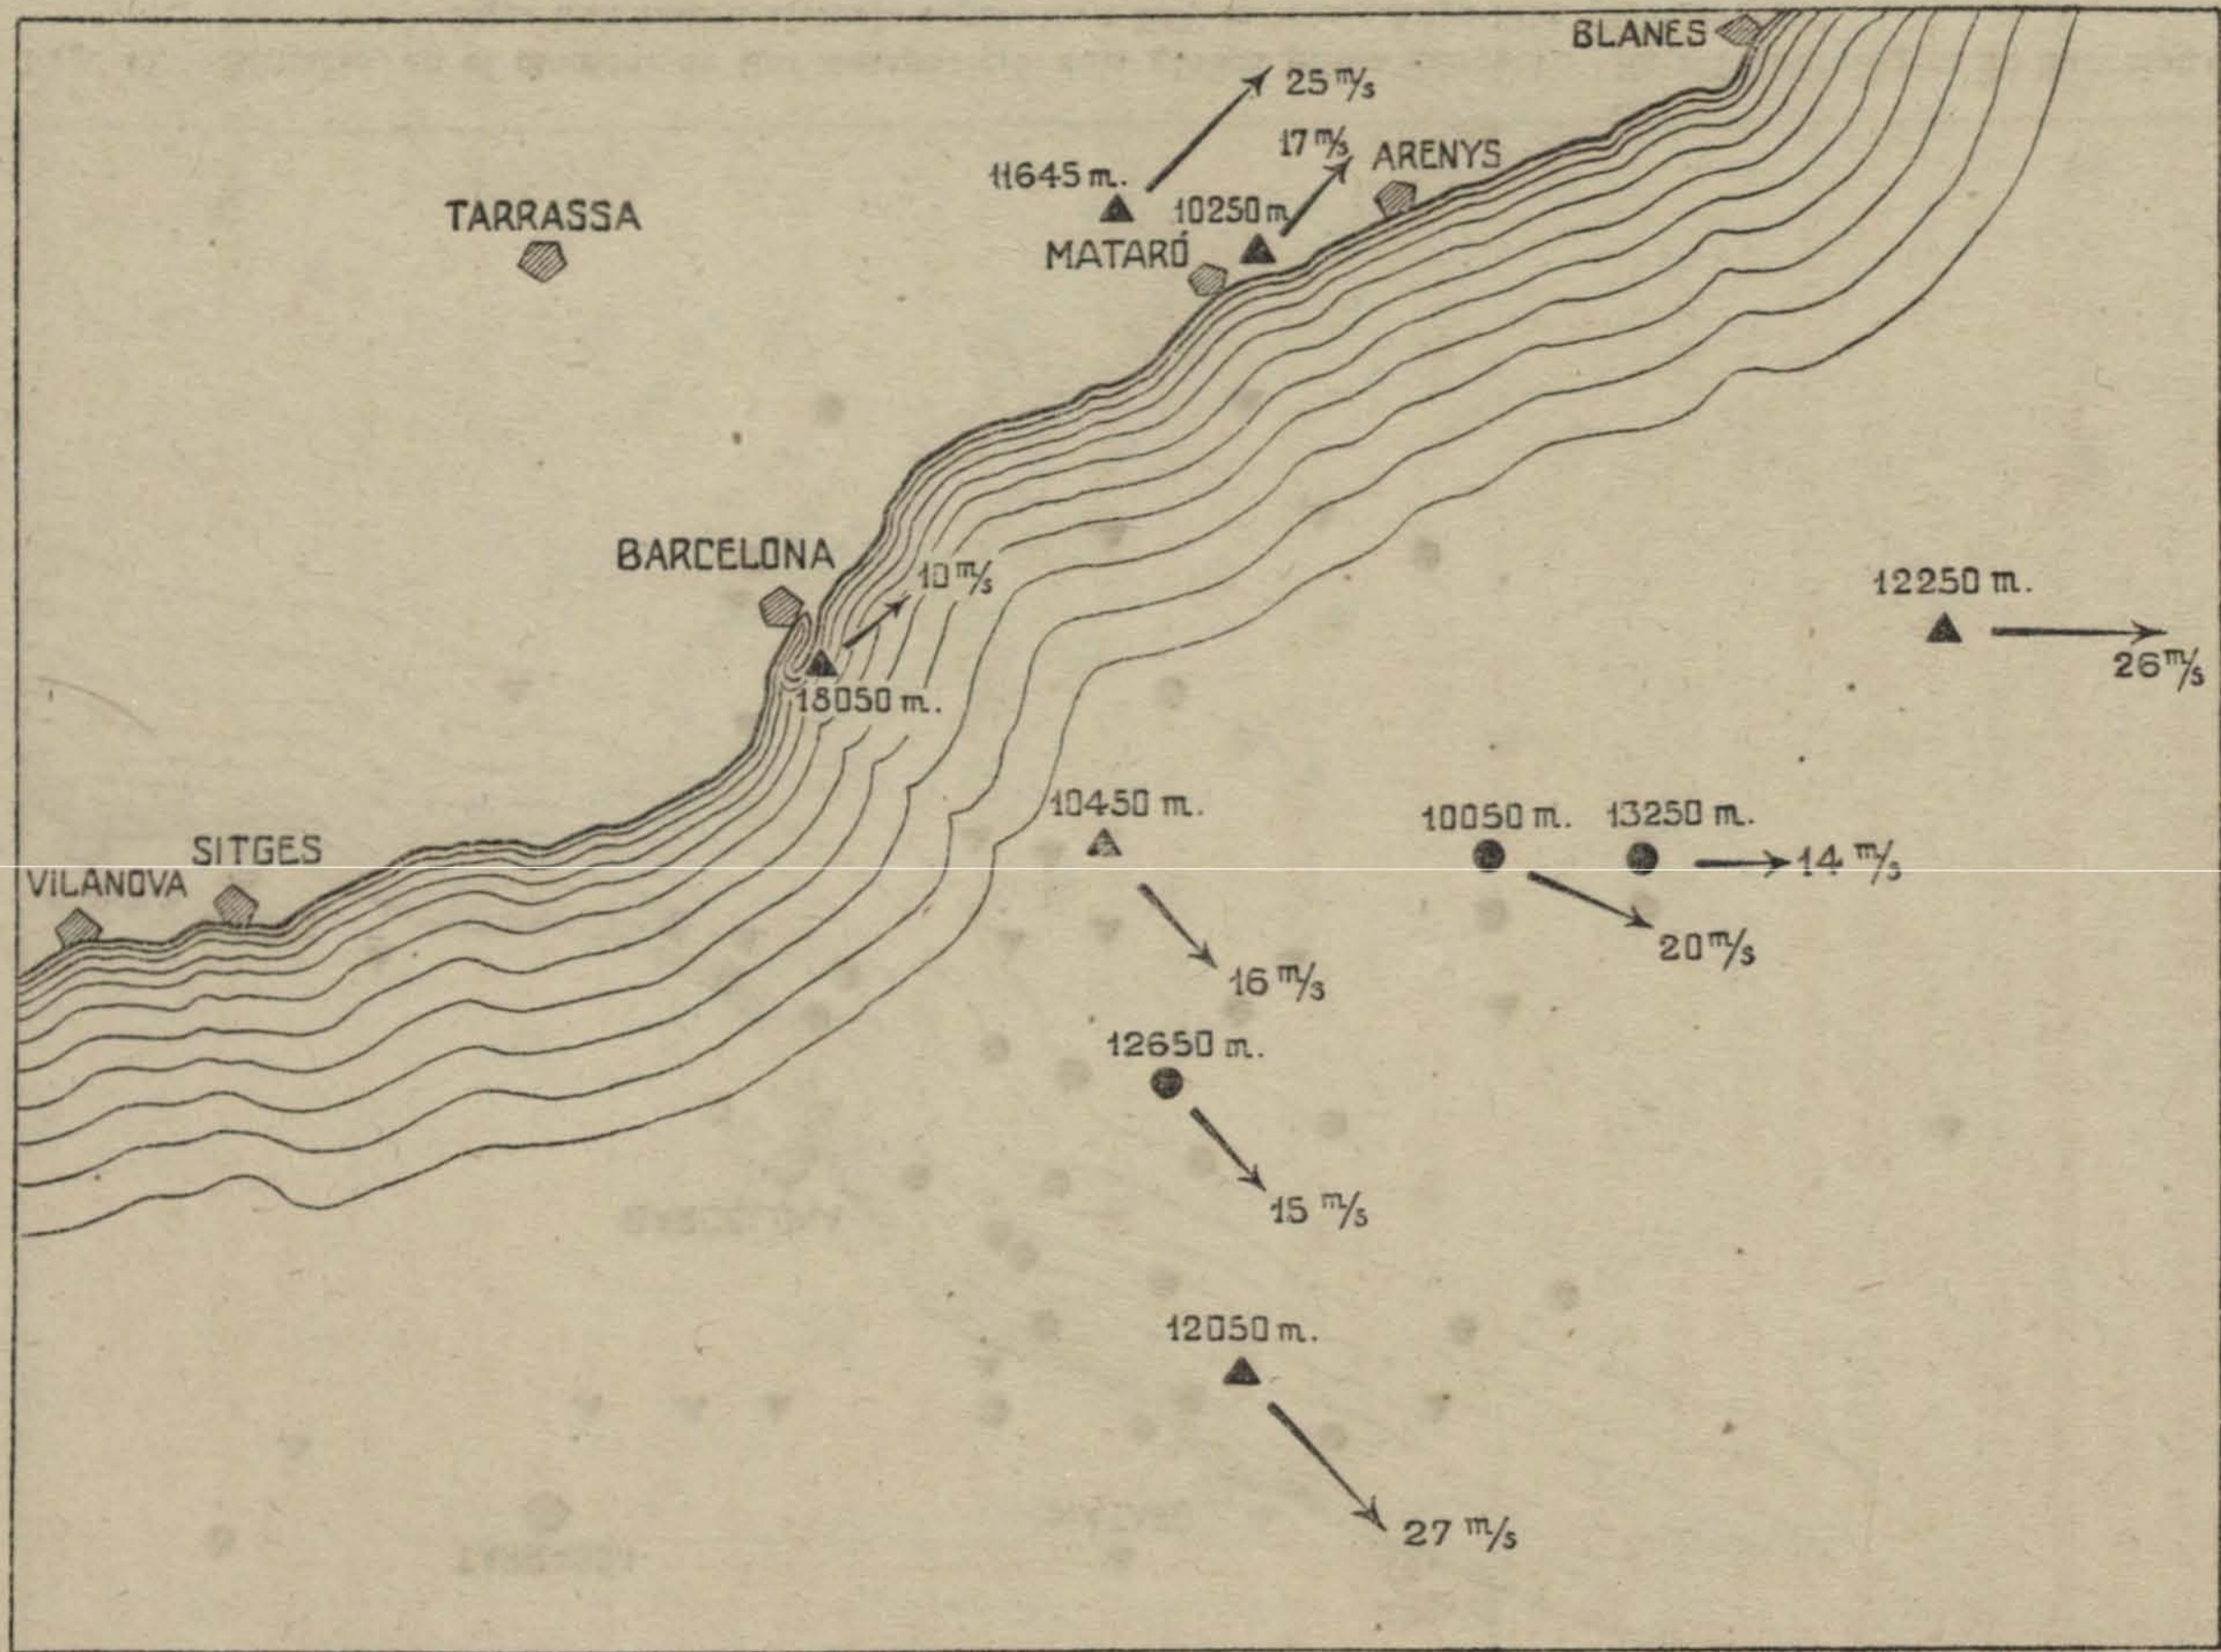 BLANES
25 m/s
17 m/s
ARENYS
11645 m.
10250 m
TARRASSA
MATARÓ
BARCELONA
10 m/s
12250 m.
26 m/s
18050 m.
10450 m.
10050 m.
13250 m.
14 m/s
SITGES
VILANOVA
20 m/s
16 m/s
12650 m.
15 m/s
12050 m.
27 m/s